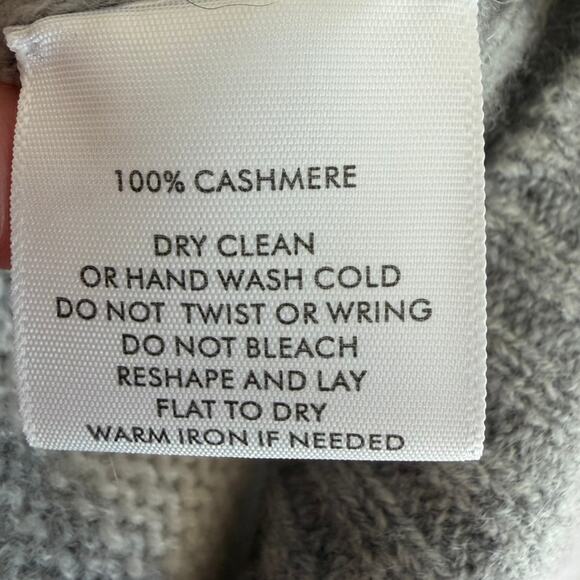 100% CASHMERE
DRY CLEAN
OR HAND WASH COLD
DO NOT TWIST OR WRING
DO NOT BLEACH
RESHAPE AND LAY
FLAT TO DRY
WARM IRON IF NEEDED